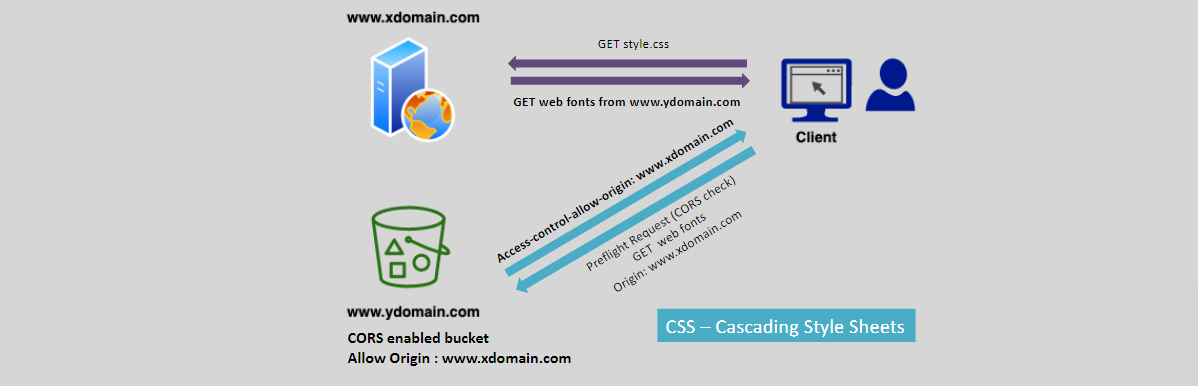 www.xdomain.com
GET style.css
GET web fonts from www.ydomain.com
Client
Access-control-allow-origin: www.xdomain.com
Preflight Request (CORS check)
GET  web fonts
Origin: www.xdomain.com
www.ydomain.com
CORS enabled bucket
Allow Origin : www.xdomain.com
CSS – Cascading Style Sheets